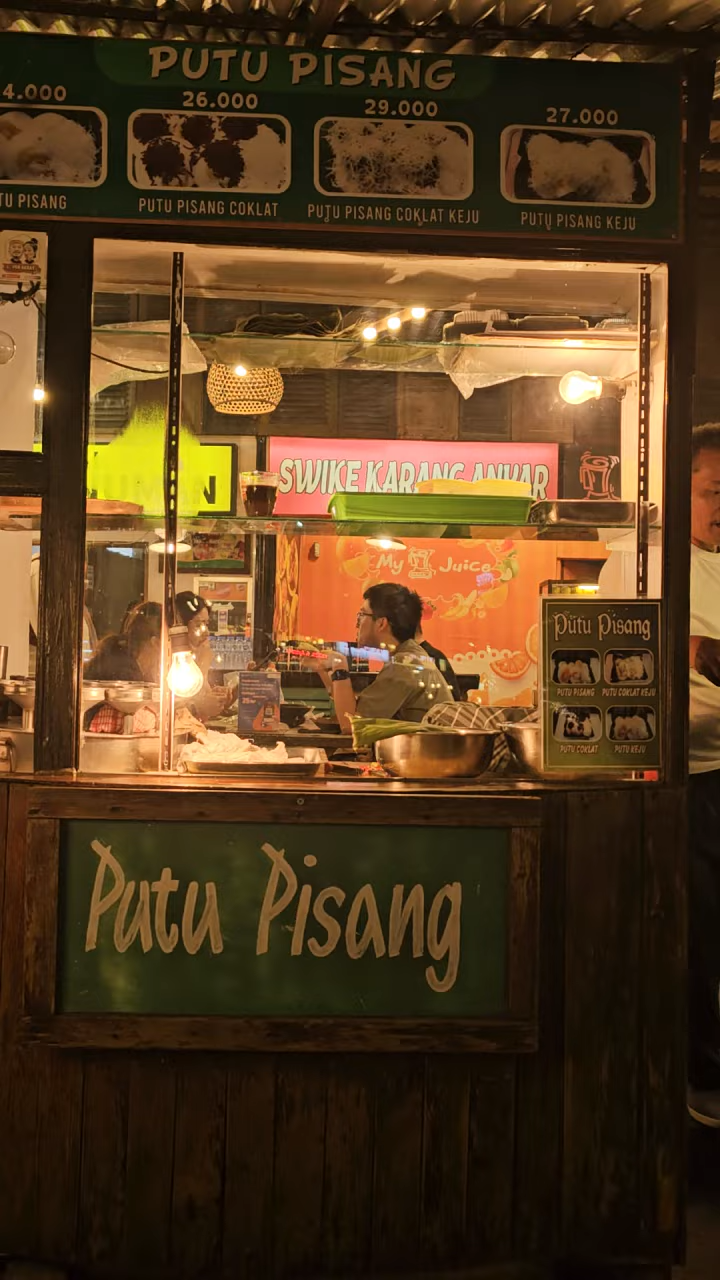 PUTU PISANG
4.000
26.000
29.000
27.000
TU PISANG
PUTU PISANG COKLAT
PUTU PISANG COKLAT KEJU
PUTU PISANG KEJU
SWIKE KARANG ANYAR
My Juice
Putu Pisang
PUTU PISANG
PUTU COKLAT KEJU
PUTU COKLAT
PUTU KEJU
Putu Pisang